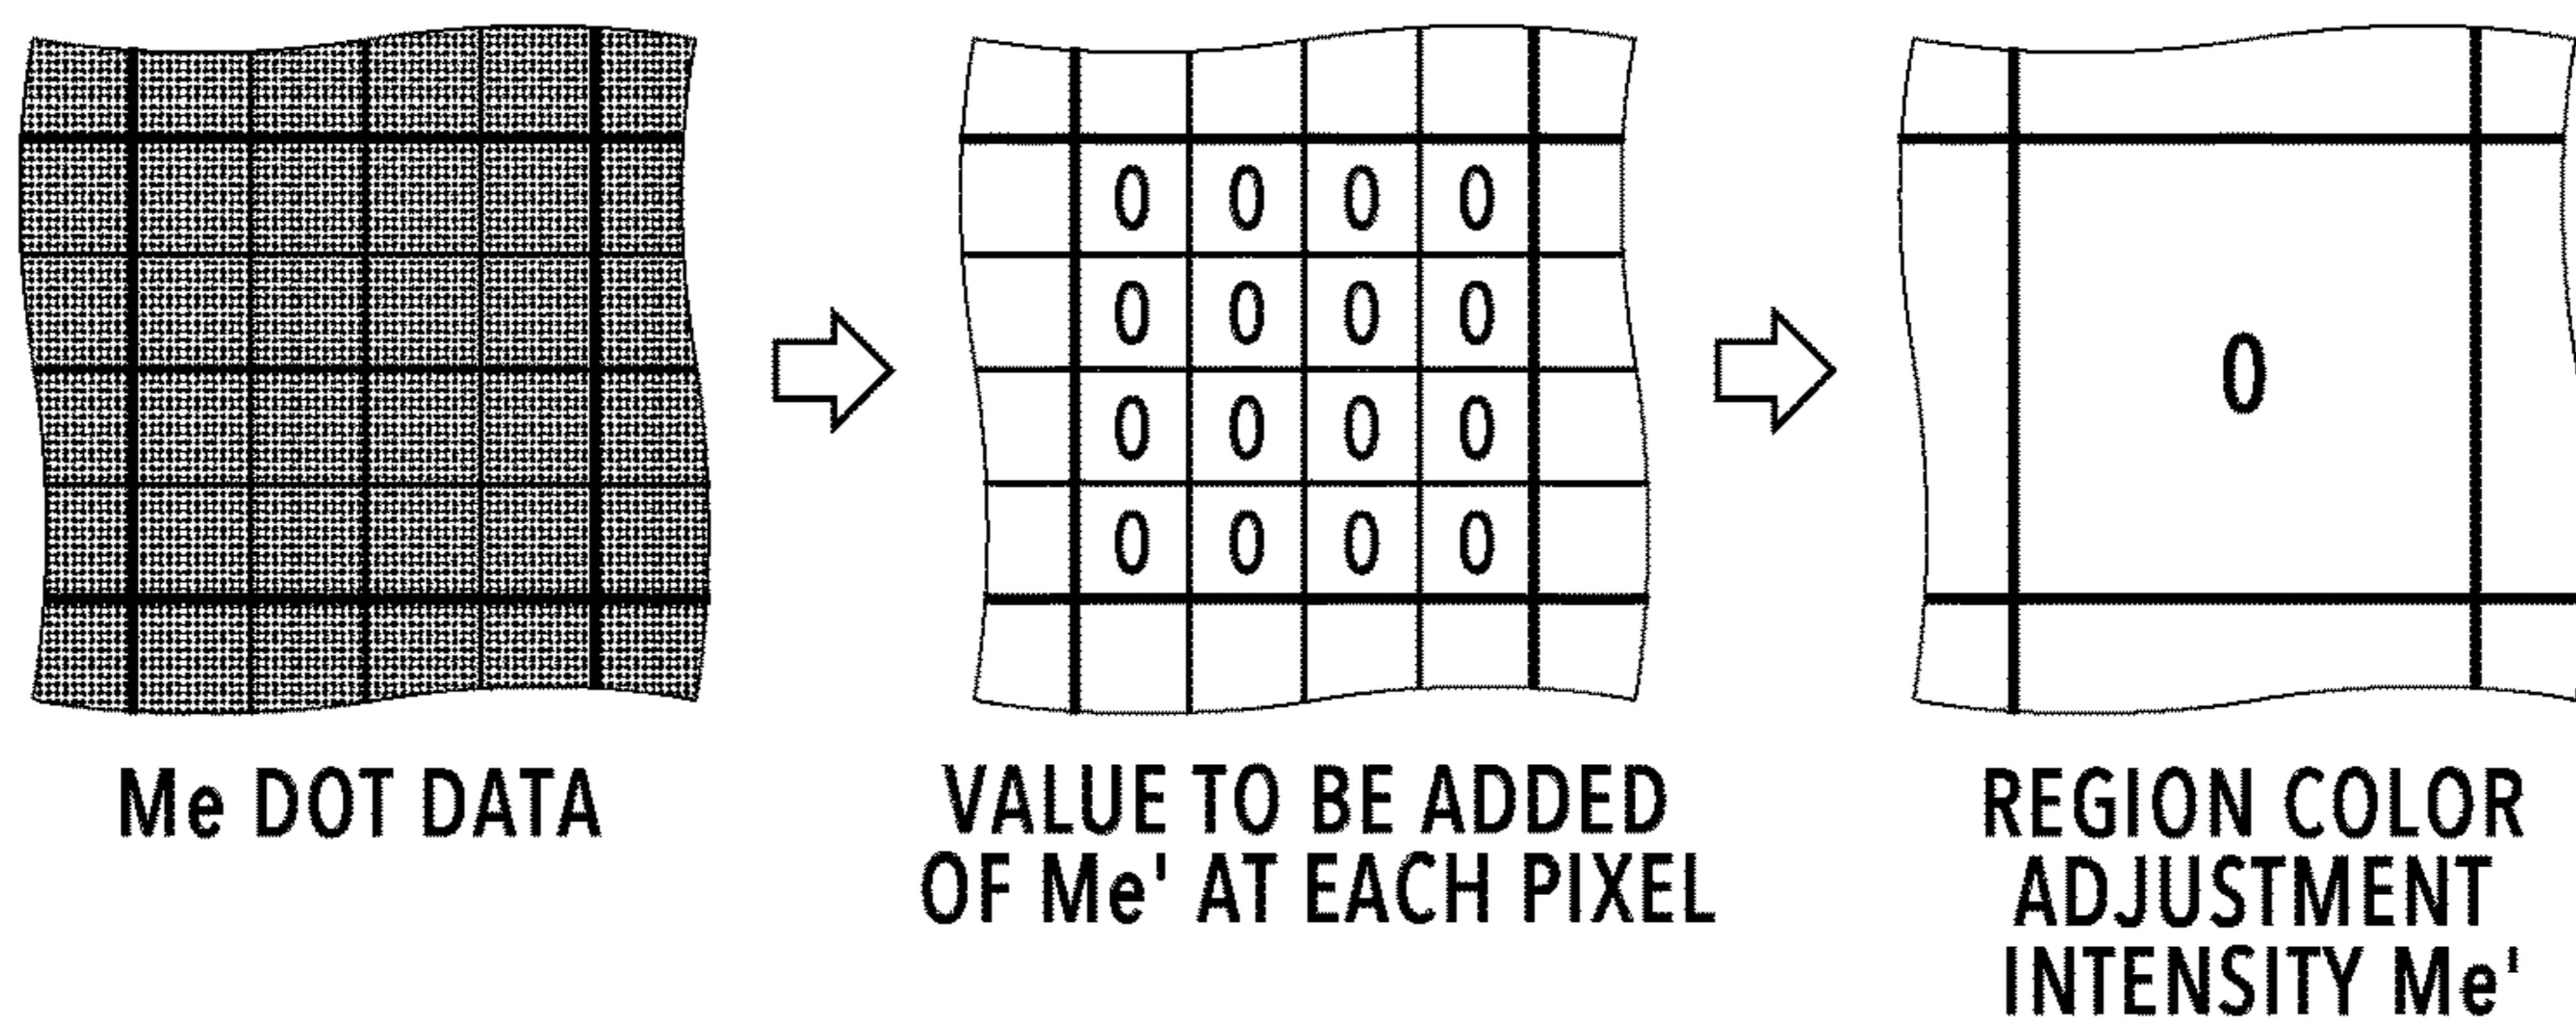 0 0 0 0
0 0 0 0
0 0 0 0
0 0 0 0
0
Me DOT DATA
VALUE TO BE ADDED
OF Me' AT EACH PIXEL
REGION COLOR
ADJUSTMENT
INTENSITY Me'